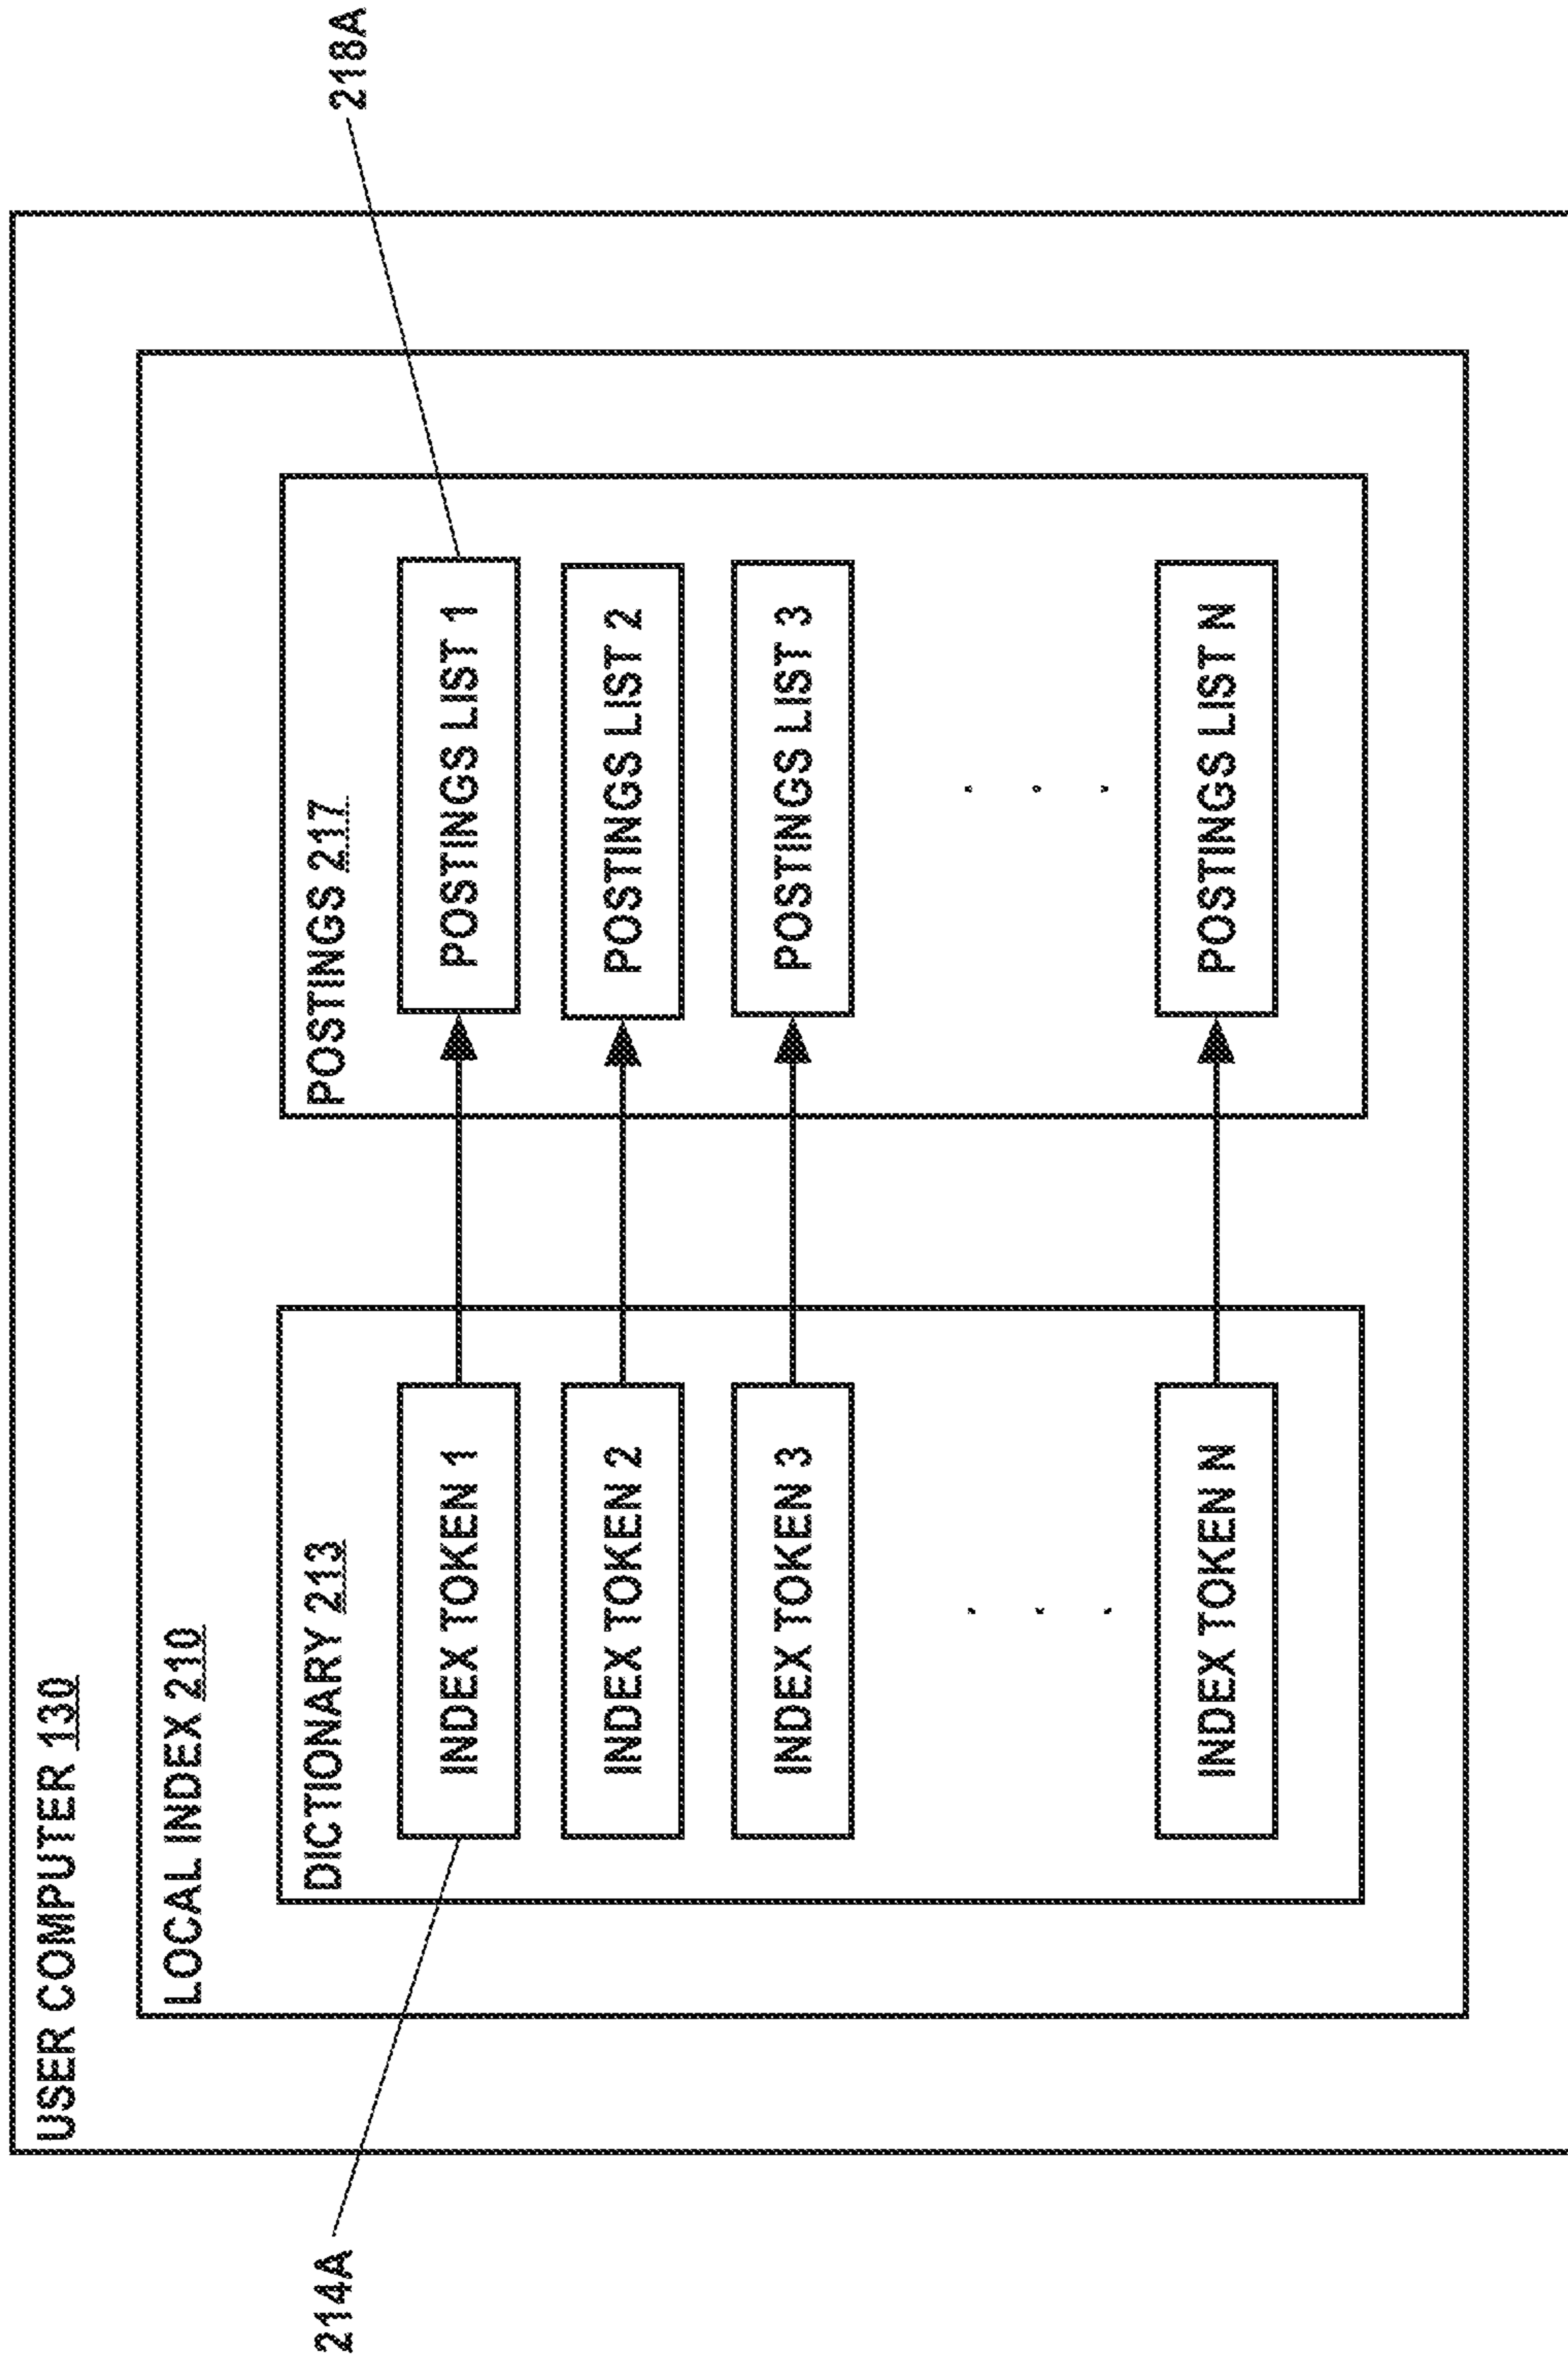 USER COMPUTER 130
LOCAL INDEX 210
DICTIONARY 213
214A
INDEX TOKEN 1
INDEX TOKEN 2
INDEX TOKEN 3
. . .
INDEX TOKEN N
POSTINGS 217
218A
POSTINGS LIST 1
POSTINGS LIST 2
POSTINGS LIST 3
. . .
POSTINGS LIST N